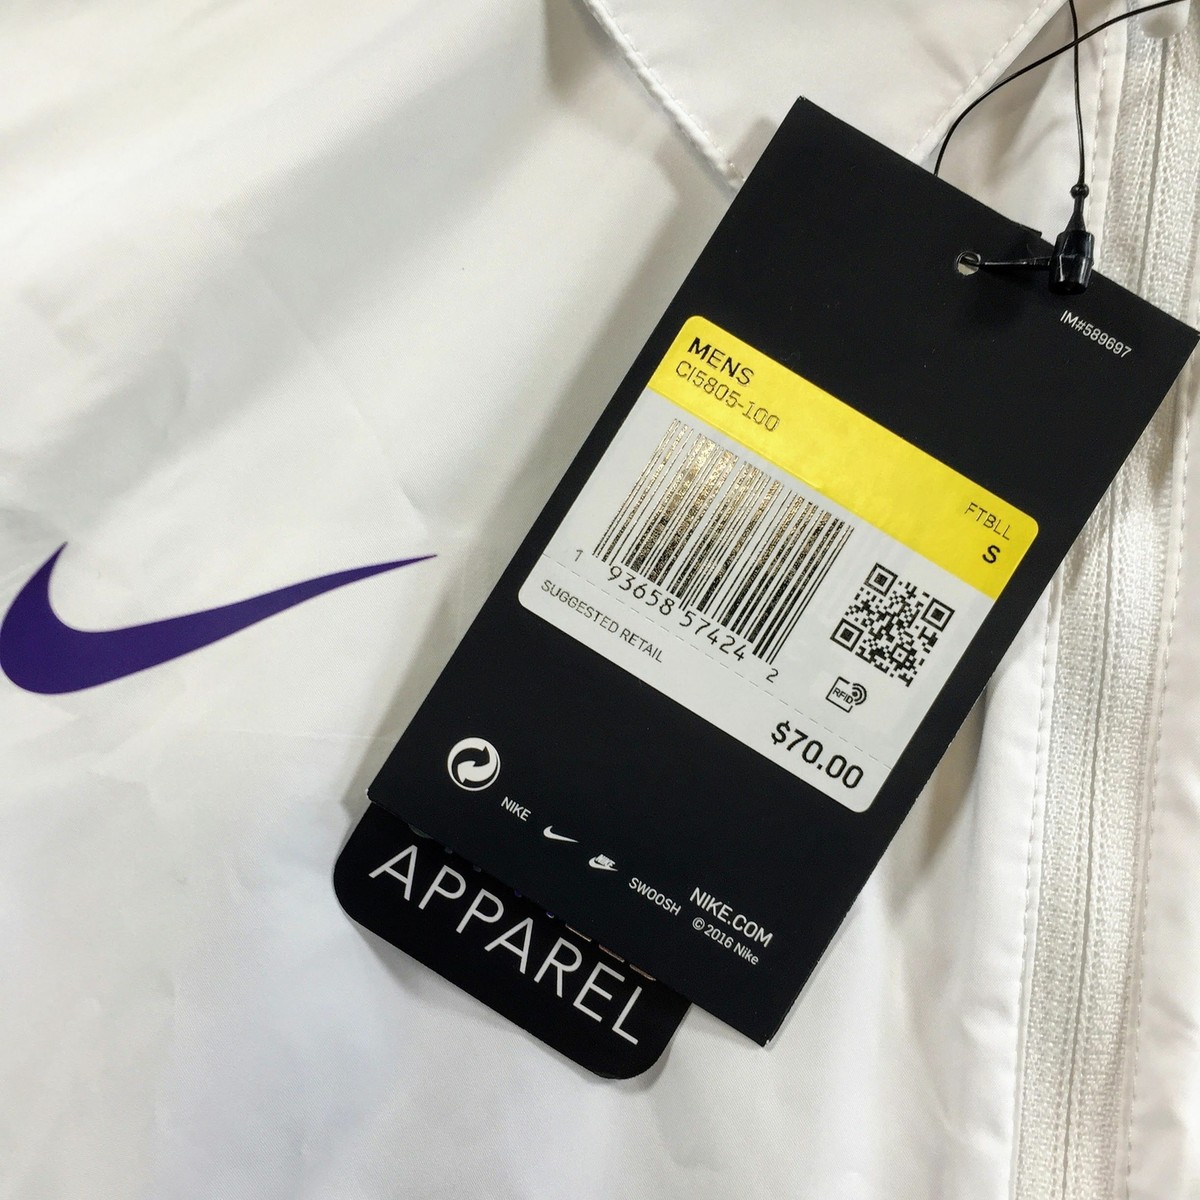 IM#589697
MENS
CI5805-100
FTBLL
S
1 93658 57424 2
RFID
SUGGESTED RETAIL
$70.00
NIKE
NIKE
SWOOSH
NIKE.COM
© 2016 Nike
APPAREL